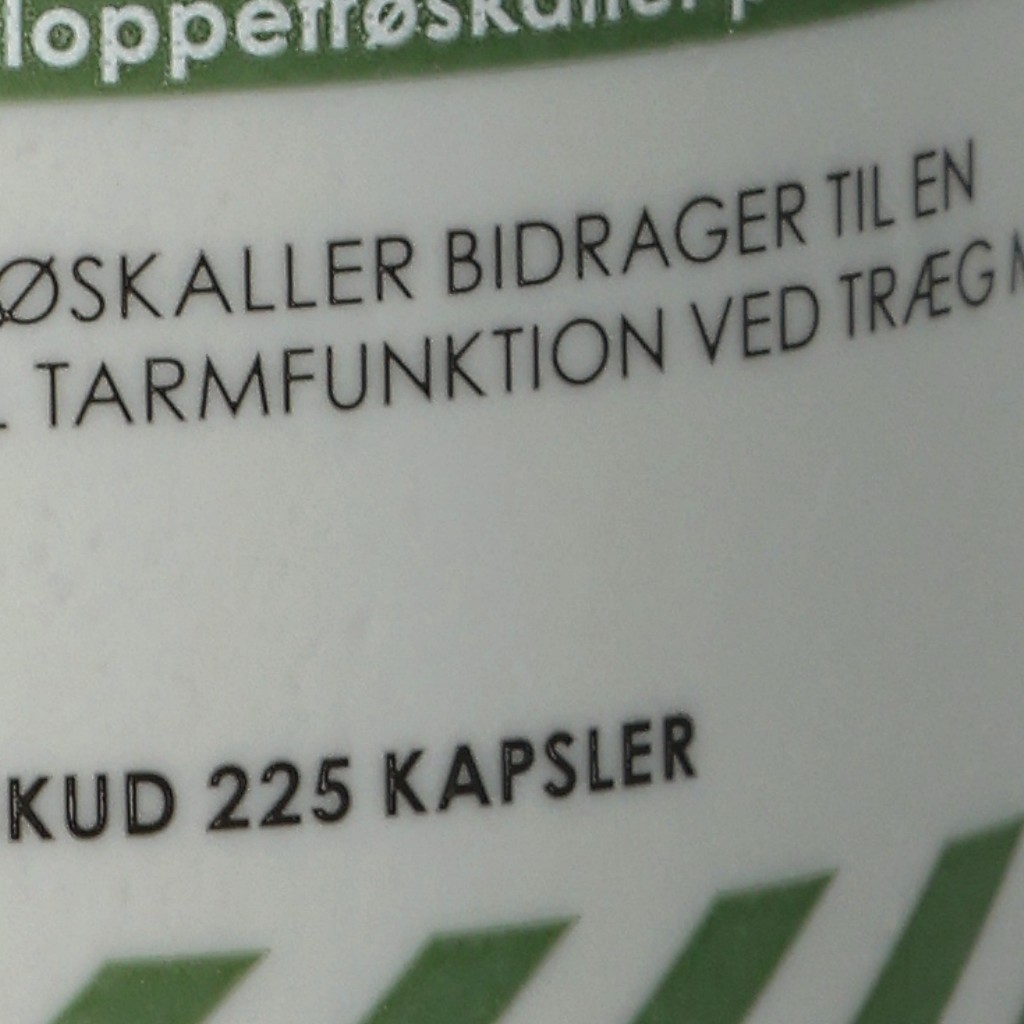 loppefrøskaller
ØSKALLER BIDRAGER TIL EN
TARMFUNKTION VED TRÆG
KUD 225 KAPSLER